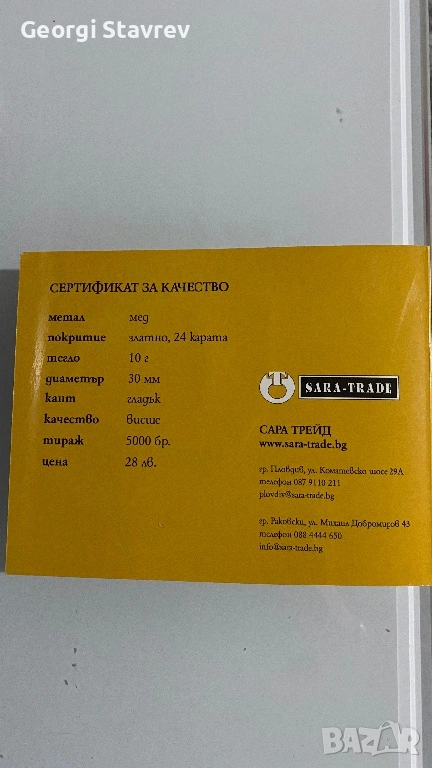 Georgi Stavrev
СЕРТИФИКАТ ЗА КАЧЕСТВО
метал мед
покритие златно, 24 карата
тегло 10 г
диаметър 30 мм
кант гладък
качество висше
тираж 5000 бр.
цена 28 лв.
SARA-TRADE
САРА ТРЕЙД
www.sara-trade.bg
гр. Пловдив, ул. Коматевско шосе 29А
телефон 087 9110 211
plovdiv@sara-trade.bg
гр. Раковски, ул. Михаил Добромиров 43
телефон 088 4444 650
info@sara-trade.bg
BAZAR